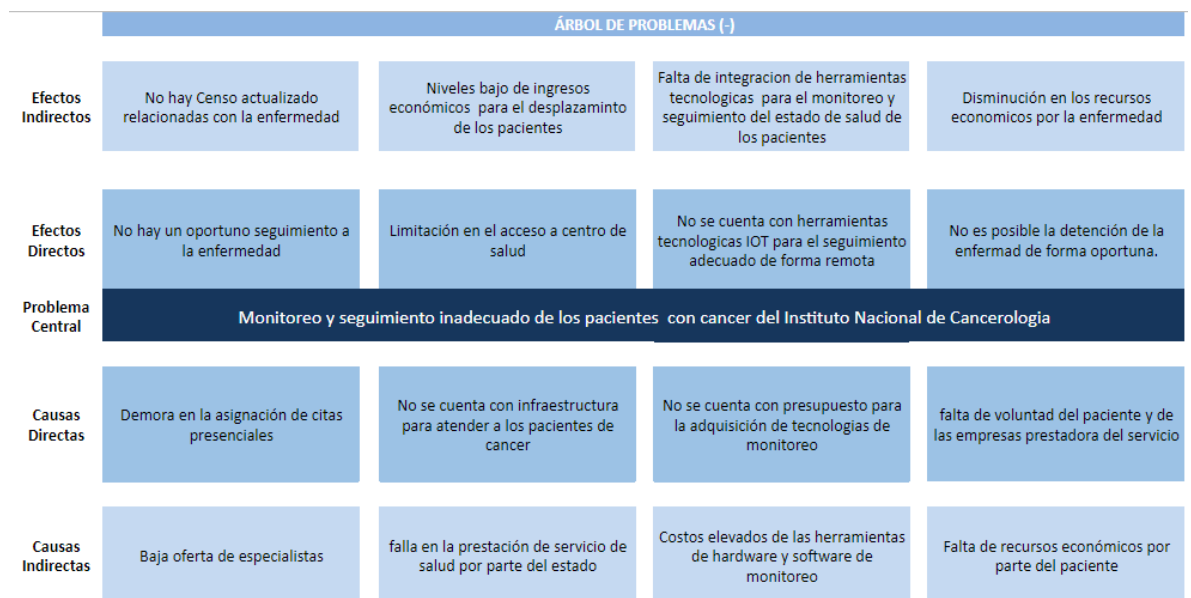 ÁRBOL DE PROBLEMAS (-)
Efectos
Indirectos
No hay Censo actualizado
relacionadas con la enfermedad
Niveles bajo de ingresos
económicos para el desplazaminto
de los pacientes
Falta de integracion de herramientas
tecnologicas para el monitoreo y
seguimiento del estado de salud de
los pacientes
Disminución en los recursos
economicos por la enfermedad
Efectos
Directos
No hay un oportuno seguimiento a
la enfermedad
Limitación en el acceso a centro de
salud
No se cuenta con herramientas
tecnologicas IOT para el seguimiento
adecuado de forma remota
No es posible la detención de la
enfermad de forma oportuna.
Problema
Central
Monitoreo y seguimiento inadecuado de los pacientes con cancer del Instituto Nacional de Cancerologia
Causas
Directas
Demora en la asignación de citas
presenciales
No se cuenta con infraestructura
para atender a los pacientes de
cancer
No se cuenta con presupuesto para
la adquisición de tecnologias de
monitoreo
falta de voluntad del paciente y de
las empresas prestadora del servicio
Causas
Indirectas
Baja oferta de especialistas
falla en la prestación de servicio de
salud por parte del estado
Costos elevados de las herramientas
de hardware y software de
monitoreo
Falta de recursos económicos por
parte del paciente